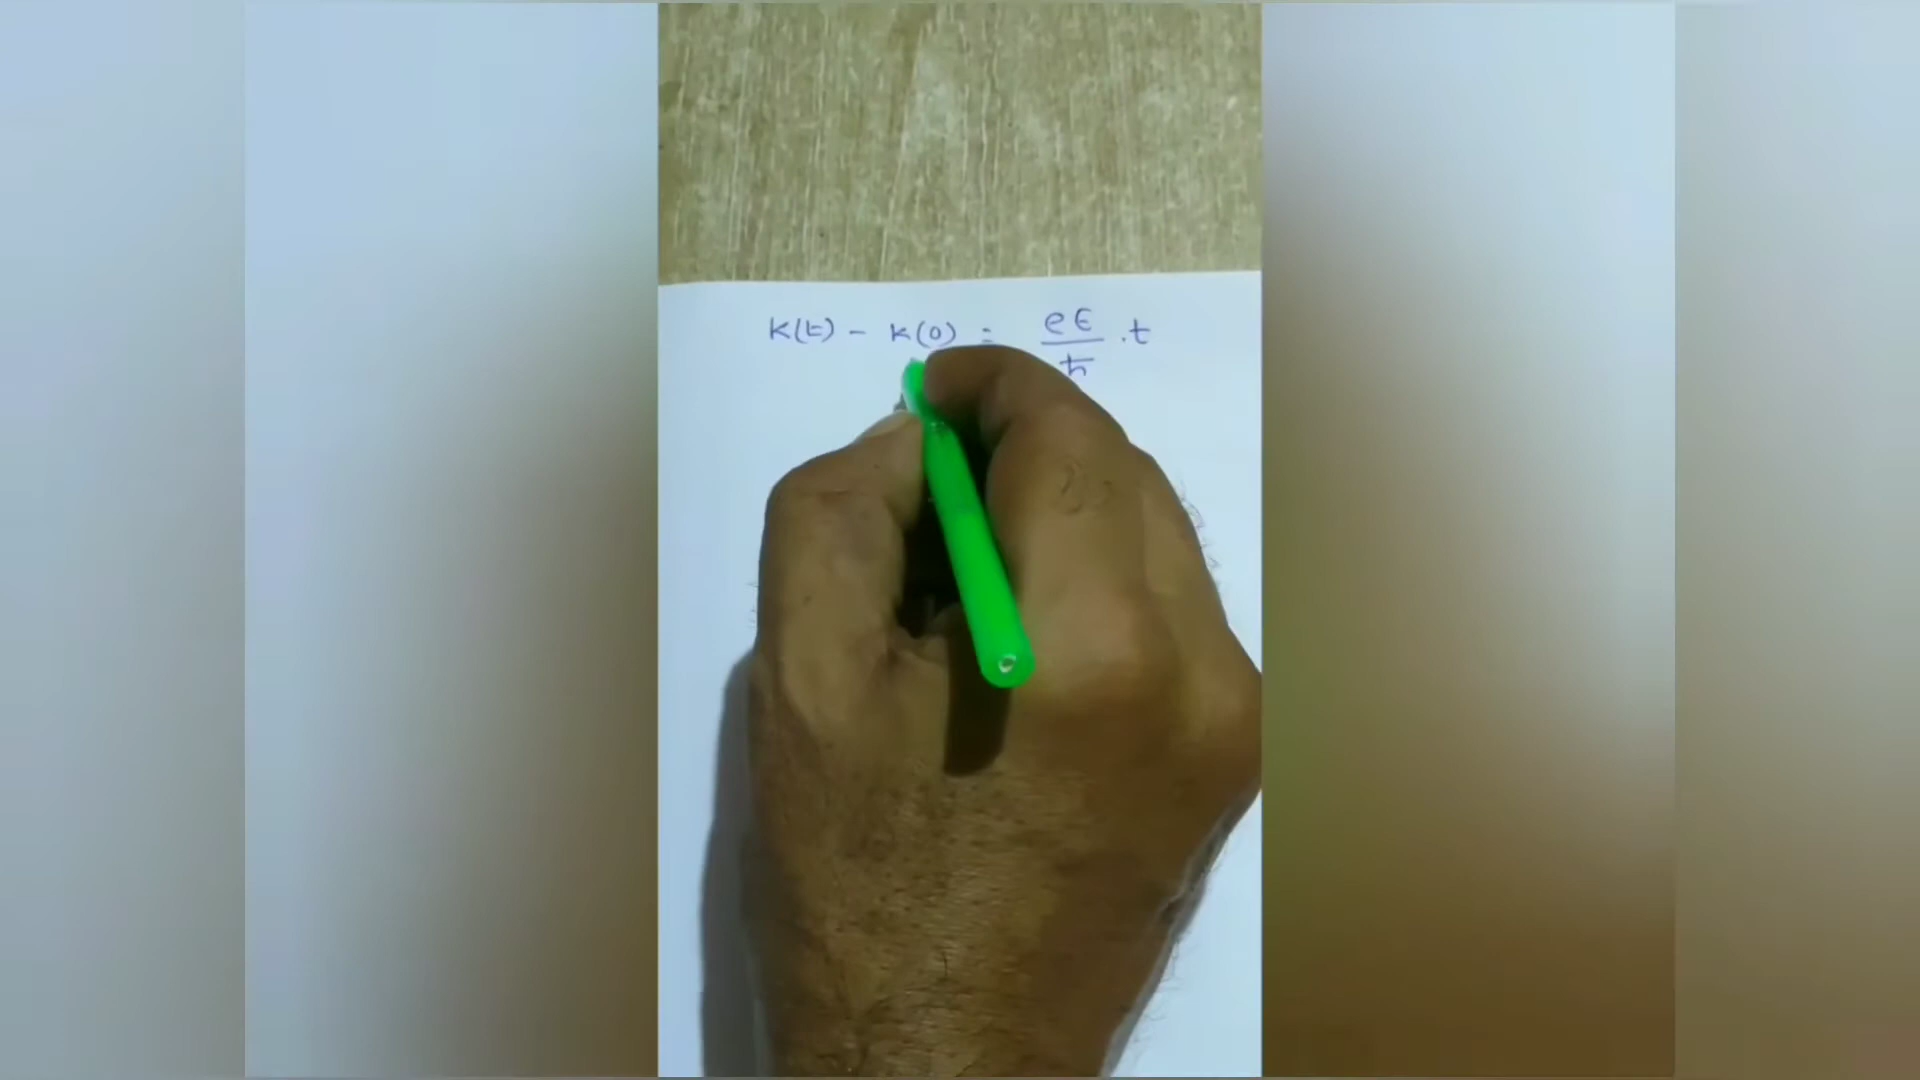 K(t) - K(0) = eε/ħ .t